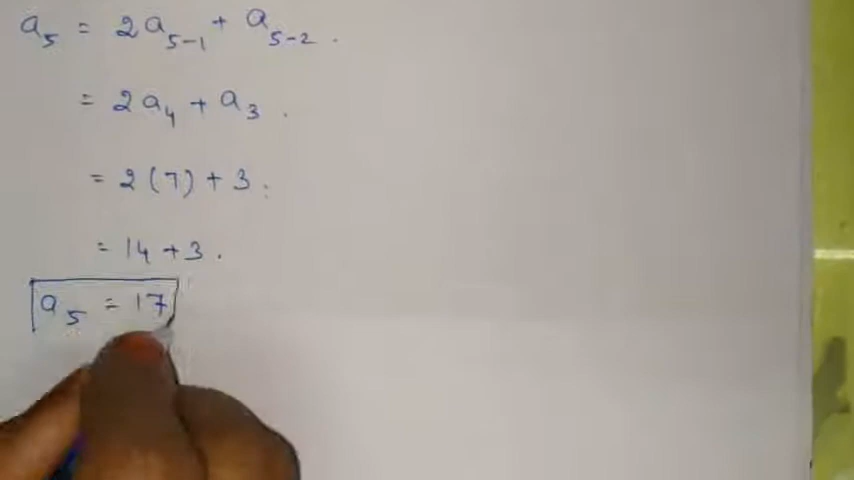 a₅ = 2a₅₋₁ + a₅₋₂ .
= 2a₄ + a₃ .
= 2(7) + 3 :
= 14 + 3 .
a₅ = 17